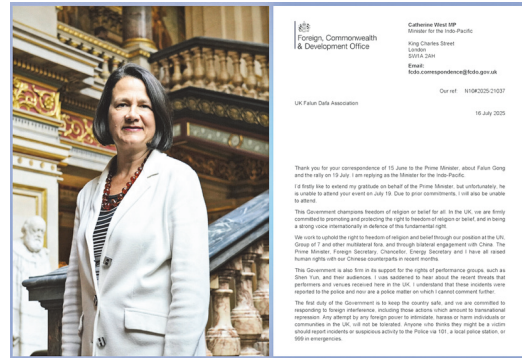 Foreign, Commonwealth
& Development Office
Catherine West MP
Minister for the Indo-Pacific
King Charles Street
London
SW1A 2AH
Email:
fcdo.correspondence@fcdo.gov.uk
Our ref: N10#2025/21037
UK Falun Dafa Association
16 July 2025
Thank you for your correspondence of 15 June to the Prime Minister, about Falun Gong
and the rally on 19 July. I am replying as the Minister for the Indo-Pacific.
I'd firstly like to extend my gratitude on behalf of the Prime Minister, but unfortunately, he
is unable to attend your event on July 19. Due to prior commitments, I will also be unable
to attend.
This Government champions freedom of religion or belief for all. In the UK, we are firmly
committed to promoting and protecting the right to freedom of religion or belief, and in being
a strong voice internationally in defence of this fundamental right.
We work to uphold the right to freedom of religion and belief through our position at the UN,
Group of 7 and other multilateral fora, and through bilateral engagement with China. The
Prime Minister, Foreign Secretary, Chancellor, Energy Secretary and I have all raised
human rights with our Chinese counterparts in recent months.
This Government is also firm in its support for the rights of performance groups, such as
Shen Yun, and their audiences. I was saddened to hear about the recent threats that
performers and venues received here in the UK. I understand that these incidents were
reported to the police and now are a police matter on which I cannot comment further.
The first duty of the Government is to keep the country safe, and we are committed to
responding to foreign interference, including those actions which amount to transnational
repression. Any attempt by any foreign power to intimidate, harass or harm individuals or
communities in the UK, will not be tolerated. Anyone who thinks they might be a victim
should report incidents or suspicious activity to the Police via 101, a local police station, or
999 in emergencies.